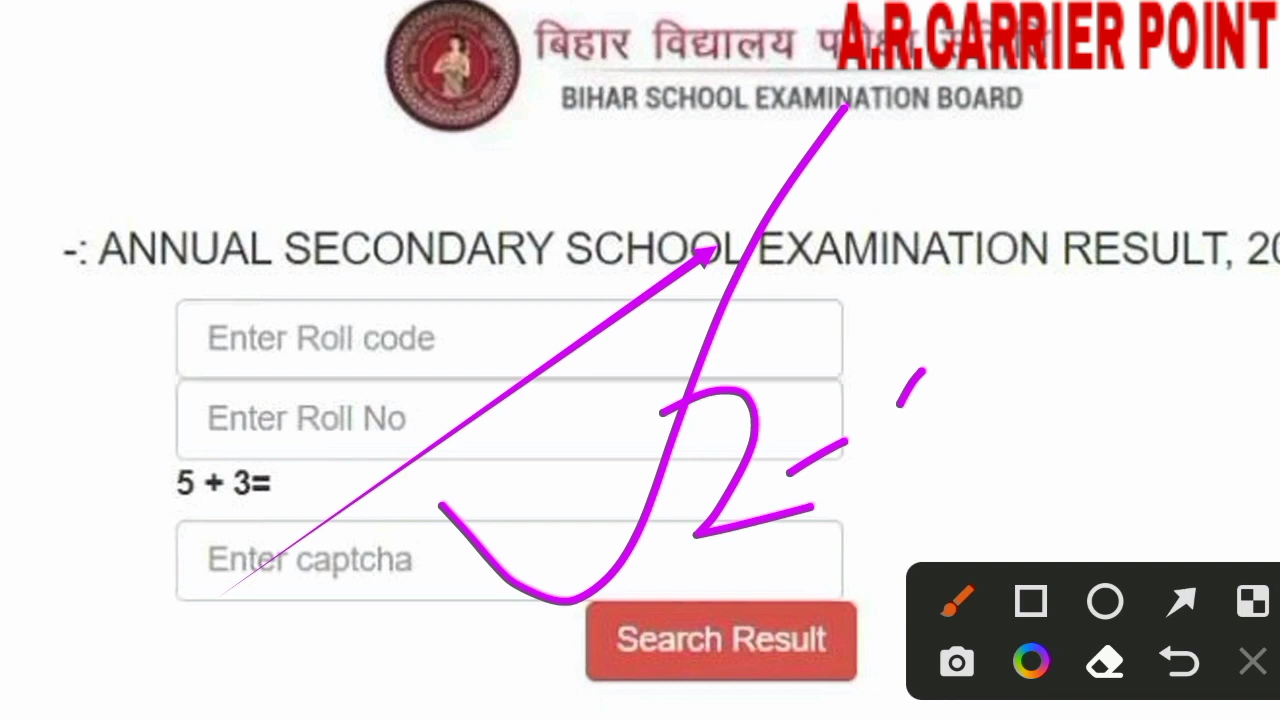 A.R.CARRIER POINT
बिहार विद्यालय
BIHAR SCHOOL EXAMINATION BOARD
-: ANNUAL SECONDARY SCHOOL EXAMINATION RESULT, 20
Enter Roll code
Enter Roll No
5 + 3=
Enter captcha
Search Result